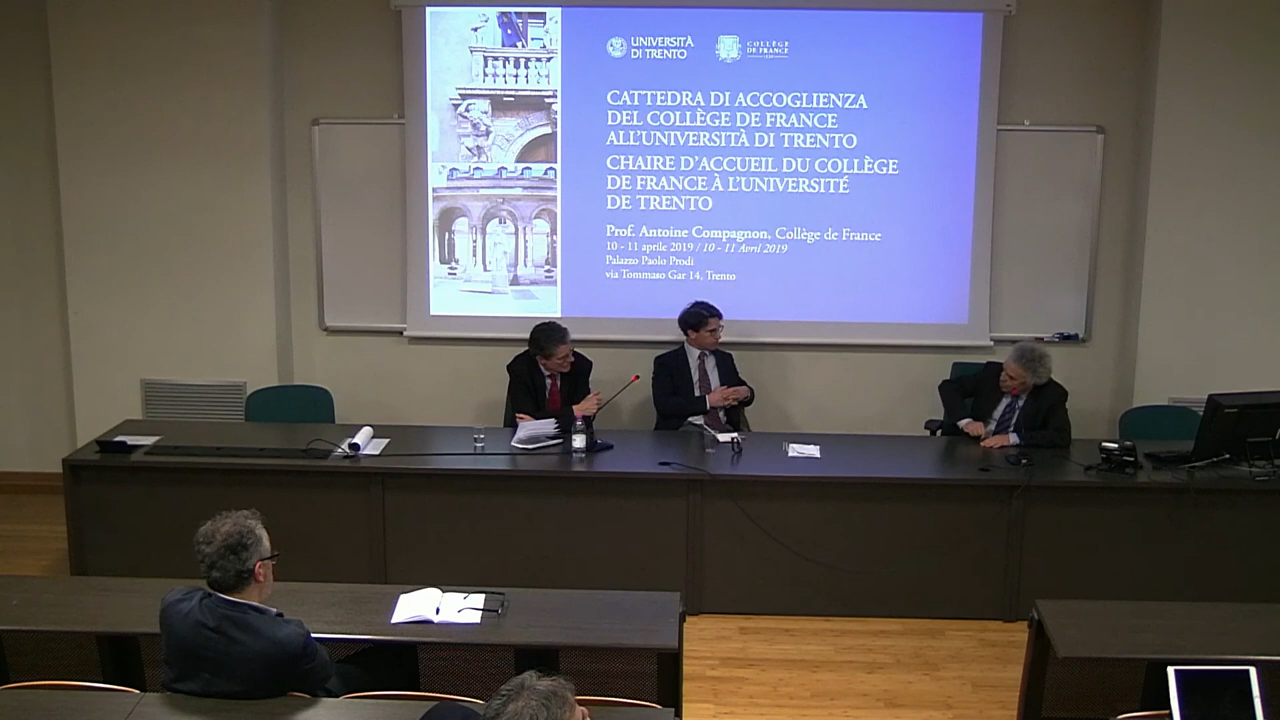 UNIVERSITÀ
DI TRENTO
COLLÈGE
DE FRANCE
1530
CATTEDRA DI ACCOGLIENZA
DEL COLLÈGE DE FRANCE
ALL'UNIVERSITÀ DI TRENTO
CHAIRE D'ACCUEIL DU COLLÈGE
DE FRANCE À L'UNIVERSITÉ
DE TRENTO
Prof. Antoine Compagnon, Collège de France
10 - 11 aprile 2019 / 10 - 11 Avril 2019
Palazzo Paolo Prodi
via Tommaso Gar 14, Trento